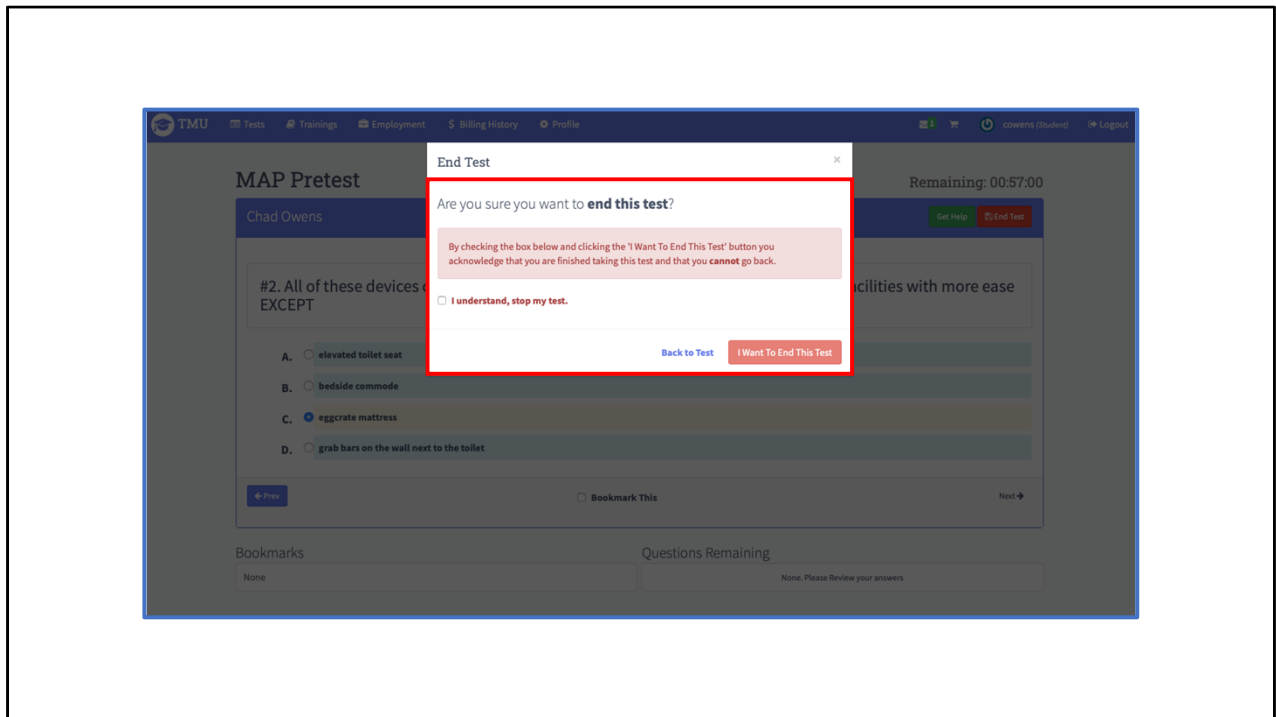 TMU Tests Trainings Employment $ Billing History Profile 1 cowens (Student) Logout
End Test ×
MAP Pretest
Remaining: 00:57:00
Are you sure you want to end this test?
Chad Owens
Get Help End Test
By checking the box below and clicking the 'I Want To End This Test' button you
acknowledge that you are finished taking this test and that you cannot go back.
I understand, stop my test.
Back to Test I Want To End This Test
#2. All of these devices acilities with more ease
EXCEPT
A. elevated toilet seat
B. bedside commode
C. eggcrate mattress
D. grab bars on the wall next to the toilet
Prev Bookmark This Next
Bookmarks Questions Remaining
None None. Please Review your answers